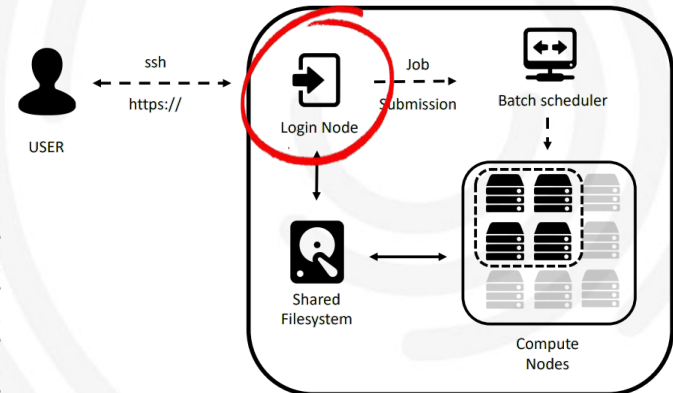 ssh
https://
USER
Login Node
Job
Submission
Batch scheduler
Shared
Filesystem
Compute
Nodes